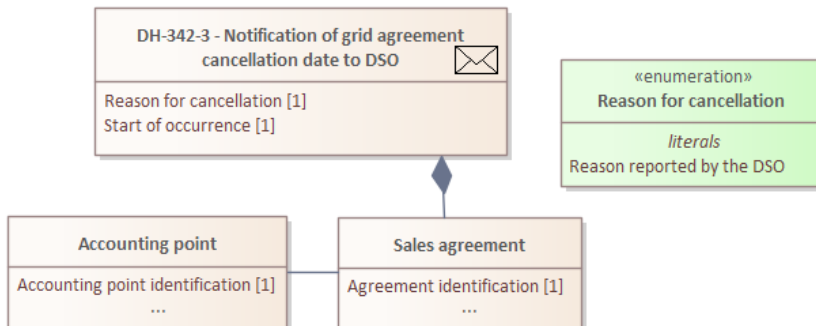 DH-342-3 - Notification of grid agreement
cancellation date to DSO
Reason for cancellation [1]
Start of occurrence [1]
«enumeration»
Reason for cancellation
literals
Reason reported by the DSO
Accounting point
Accounting point identification [1]
...
Sales agreement
Agreement identification [1]
...